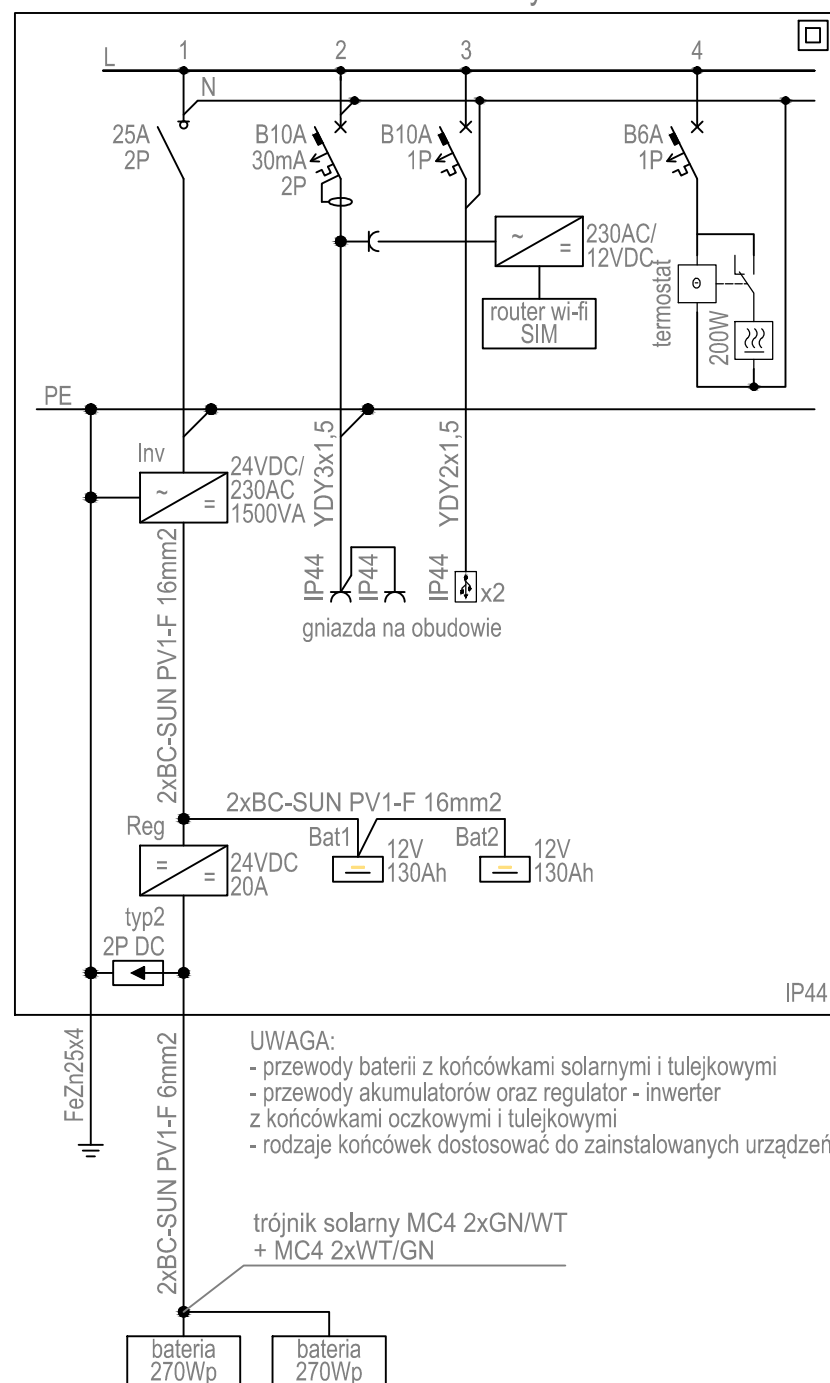 L
1
2
3
4
N
25A
2P
B10A
30mA
2P
B10A
1P
B6A
1P
~
=
230AC/
12VDC
router wi-fi
SIM
termostat
Θ
200W
PE
Inv
~
=
24VDC/
230AC
1500VA
YDY3x1,5
YDY2x1,5
IP44
IP44
IP44
x2
gniazda na obudowie
2xBC-SUN PV1-F 16mm2
2xBC-SUN PV1-F 16mm2
Reg
=
=
24VDC
20A
Bat1
12V
130Ah
Bat2
12V
130Ah
typ2
2P DC
IP44
FeZn25x4
2xBC-SUN PV1-F 6mm2
UWAGA:
- przewody baterii z końcówkami solarnymi i tulejkowymi
- przewody akumulatorów oraz regulator - inwerter
z końcówkami oczkowymi i tulejkowymi
- rodzaje końcówek dostosować do zainstalowanych urządzeń
trójnik solarny MC4 2xGN/WT
+ MC4 2xWT/GN
bateria
270Wp
bateria
270Wp